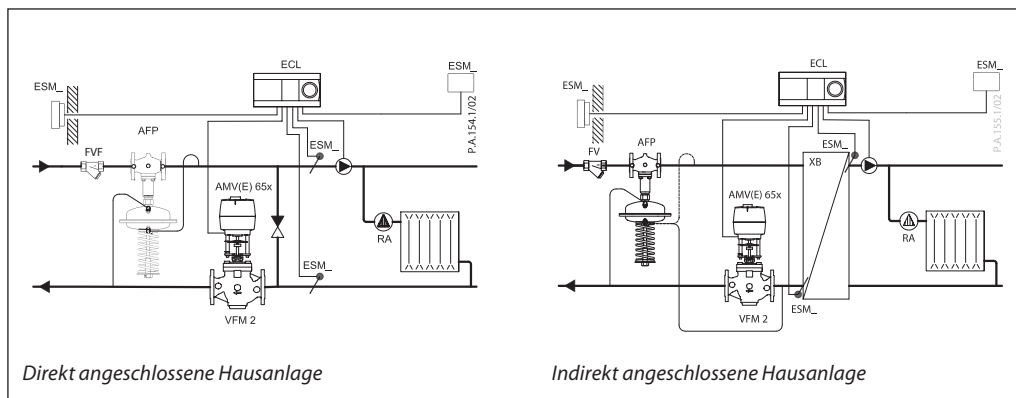 ECL
ESM_
ESM_
AFP
FVF
ESM_
P.A.154.1/02
AMV(E) 65x
RA
ESM_
VFM 2
Direkt angeschlossene Hausanlage
ECL
ESM_
ESM_
FV
AFP
ESM_
P.A.155.1/02
XB
AMV(E) 65x
RA
ESM_
VFM 2
Indirekt angeschlossene Hausanlage